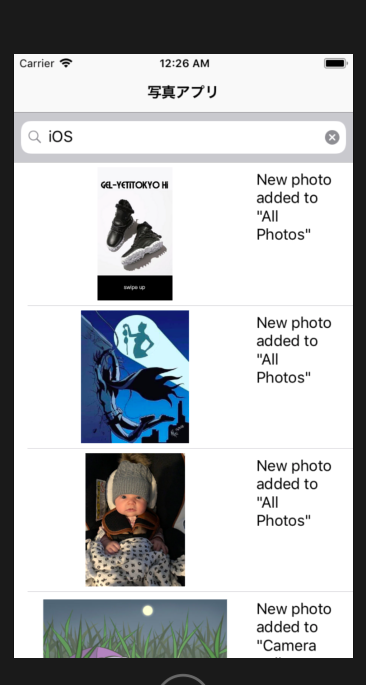 Carrier 12:26 AM
写真アプリ
iOS
GEL-YETITOKYO Hi
swipe up
New photo
added to
"All
Photos"
New photo
added to
"All
Photos"
New photo
added to
"All
Photos"
New photo
added to
"Camera